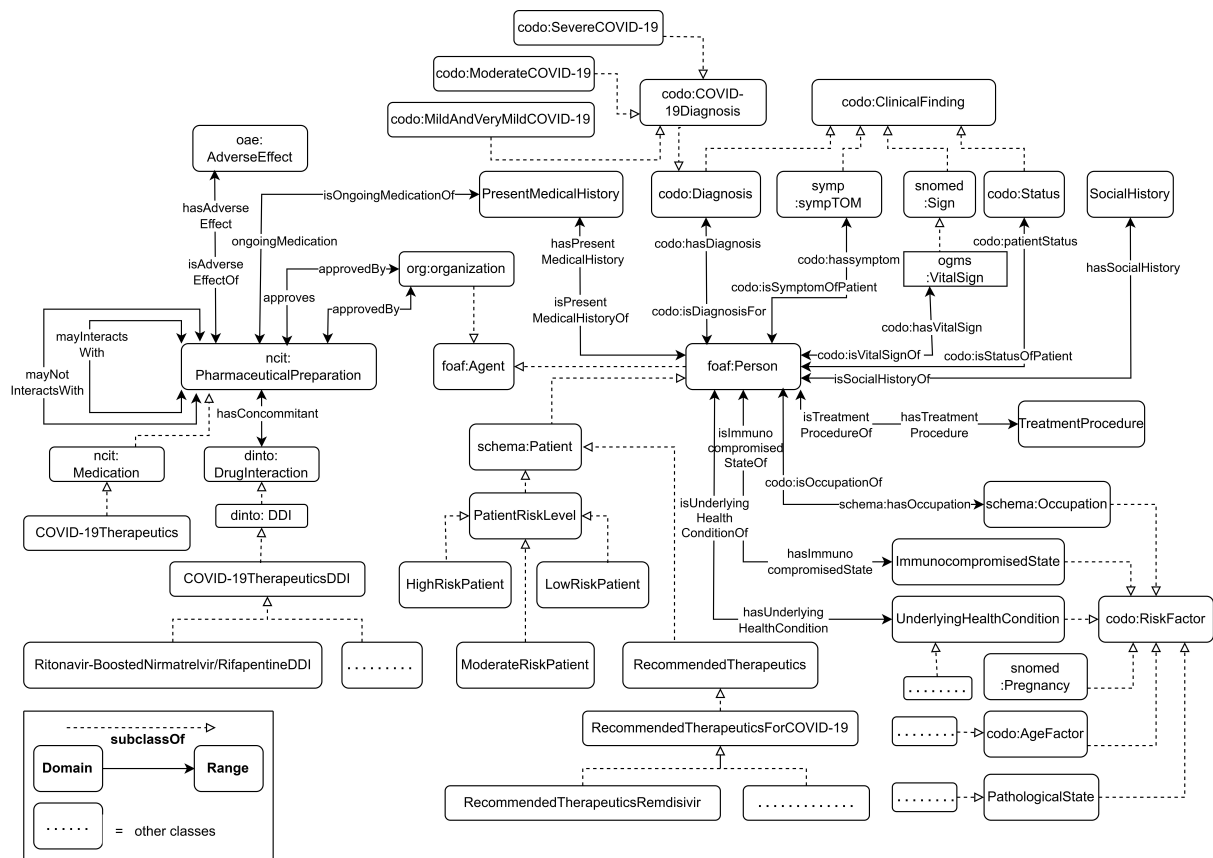 codo:SevereCOVID-19
codo:ModerateCOVID-19
codo:MildAndVeryMildCOVID-19
codo:COVID-
19Diagnosis
codo:ClinicalFinding
oae:
AdverseEffect
isOngoingMedicationOf
PresentMedicalHistory
codo:Diagnosis
symp
:sympTOM
snomed
:Sign
codo:Status
SocialHistory
hasAdverse
Effect
ongoingMedication
isAdverse
EffectOf
approvedBy
approves
approvedBy
org:organization
hasPresent
MedicalHistory
isPresent
MedicalHistoryOf
codo:hasDiagnosis
codo:isDiagnosisFor
codo:hassymptom
codo:isSymptomOfPatient
ogms
:VitalSign
codo:patientStatus
hasSocialHistory
codo:hasVitalSign
codo:isVitalSignOf
codo:isStatusOfPatient
isSocialHistoryOf
mayInteracts
With
mayNot
InteractsWith
ncit:
PharmaceuticalPreparation
foaf:Agent
foaf:Person
hasConcommitant
ncit:
Medication
dinto:
DrugInteraction
dinto: DDI
COVID-19Therapeutics
COVID-19TherapeuticsDDI
Ritonavir-BoostedNirmatrelvir/RifapentineDDI
.........
schema:Patient
PatientRiskLevel
HighRiskPatient
LowRiskPatient
ModerateRiskPatient
isImmuno
compromised
StateOf
isTreatment
ProcedureOf
hasTreatment
Procedure
TreatmentProcedure
codo:isOccupationOf
schema:hasOccupation
schema:Occupation
isUnderlying
Health
ConditionOf
hasImmuno
compromisedState
ImmunocompromisedState
hasUnderlying
HealthCondition
UnderlyingHealthCondition
codo:RiskFactor
RecommendedTherapeutics
........
snomed
:Pregnancy
RecommendedTherapeuticsForCOVID-19
........
codo:AgeFactor
RecommendedTherapeuticsRemdisivir
.............
........
PathologicalState
subclassOf
Domain
Range
......
= other classes